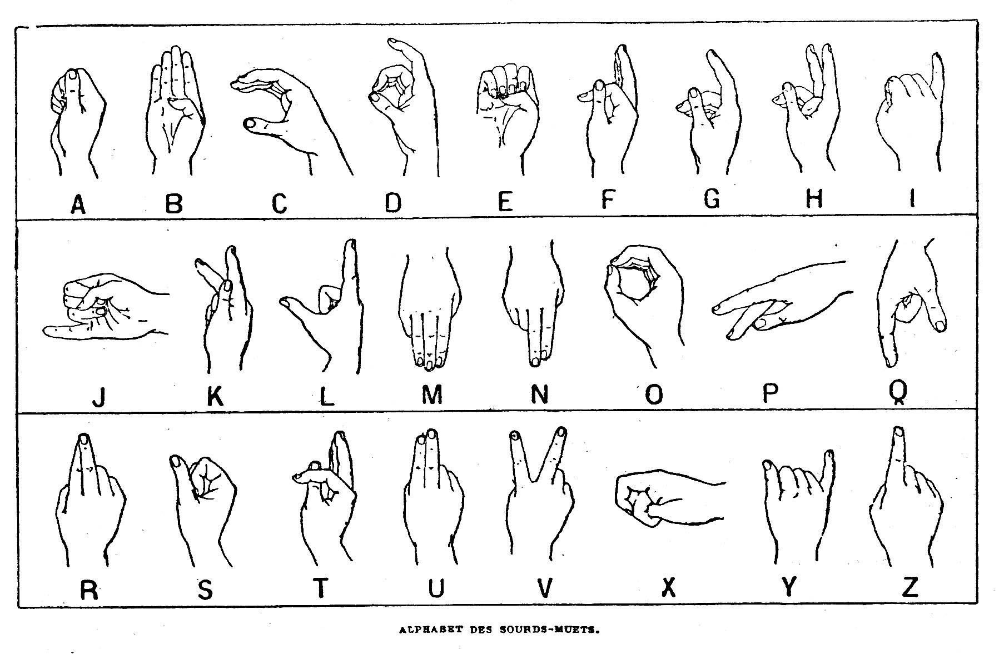 A B C D E F G H I
J K L M N O P Q
R S T U V X Y Z
ALPHABET DES SOURDS-MUETS.